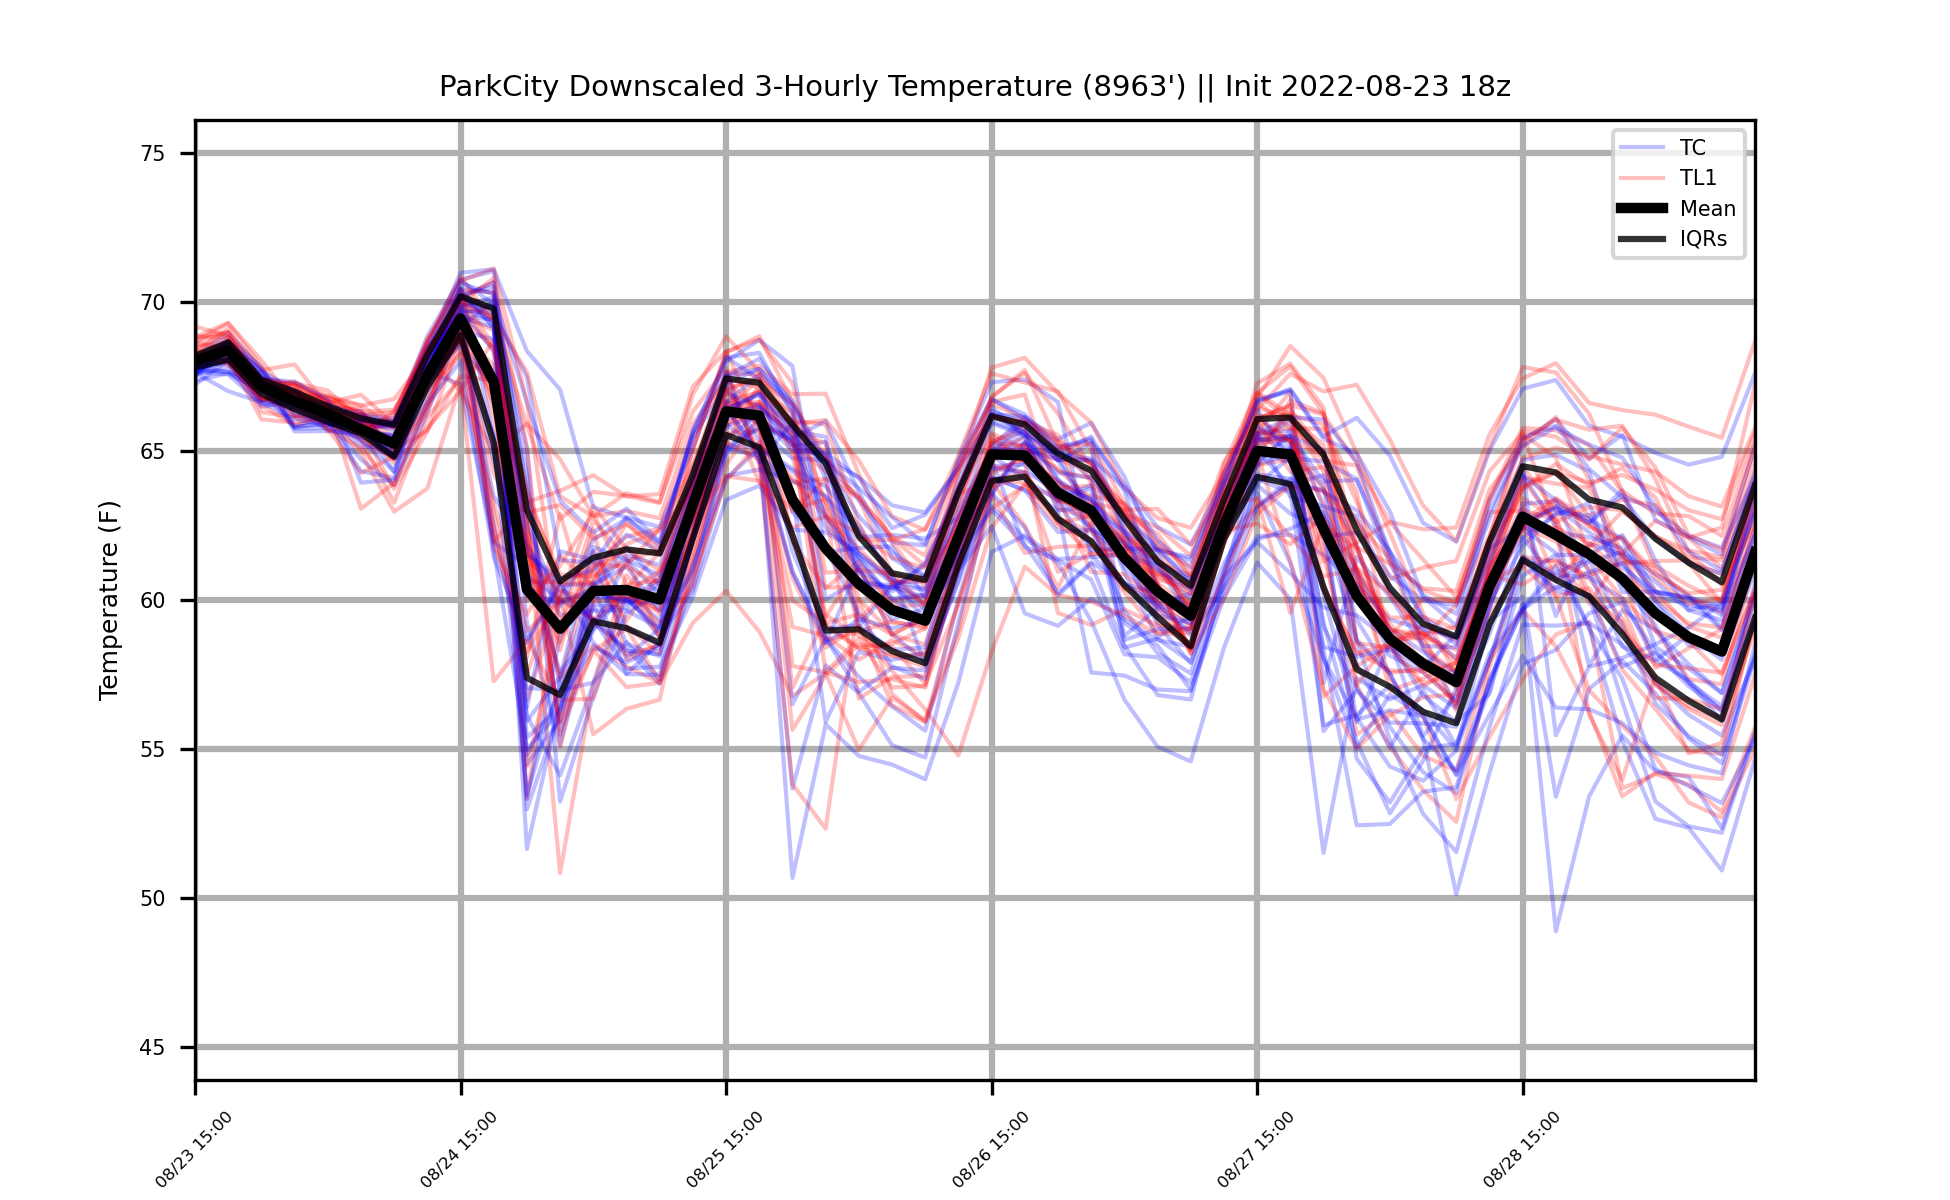 ParkCity Downscaled 3-Hourly Temperature (8963') || Init 2022-08-23 18z
TC
TL1
Mean
IQRs
Temperature (F)
75
70
65
60
55
50
45
08/23 15:00
08/24 15:00
08/25 15:00
08/26 15:00
08/27 15:00
08/28 15:00